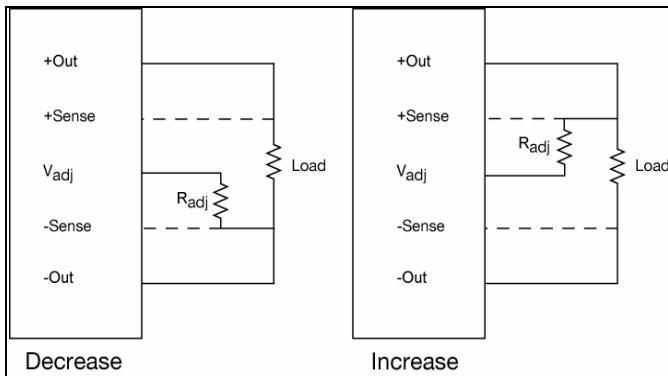 +Out
+Sense
Vadj
Radj
Load
-Sense
-Out
Decrease
+Out
+Sense
Radj
Vadj
Load
-Sense
-Out
Increase